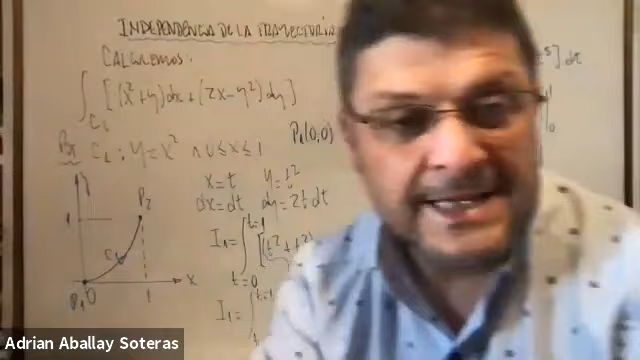 INDEPENDENCIA DE LA TRAYECTORIA
CALCULEMOS:
∫ [(x²+y)dx+(2x-y²)dy]
C₁
P₁(0,0)
C₁: y=x² ∧ 0≤x≤1
x=t y=t²
dx=dt dy=2t dt
I₁=∫ t=1 t=0 [(t²+t²)
I₁=∫ t=1
t⁵] dt
y
1
P₂
C₁
P₁ 0 1 x
Adrian Aballay Soteras